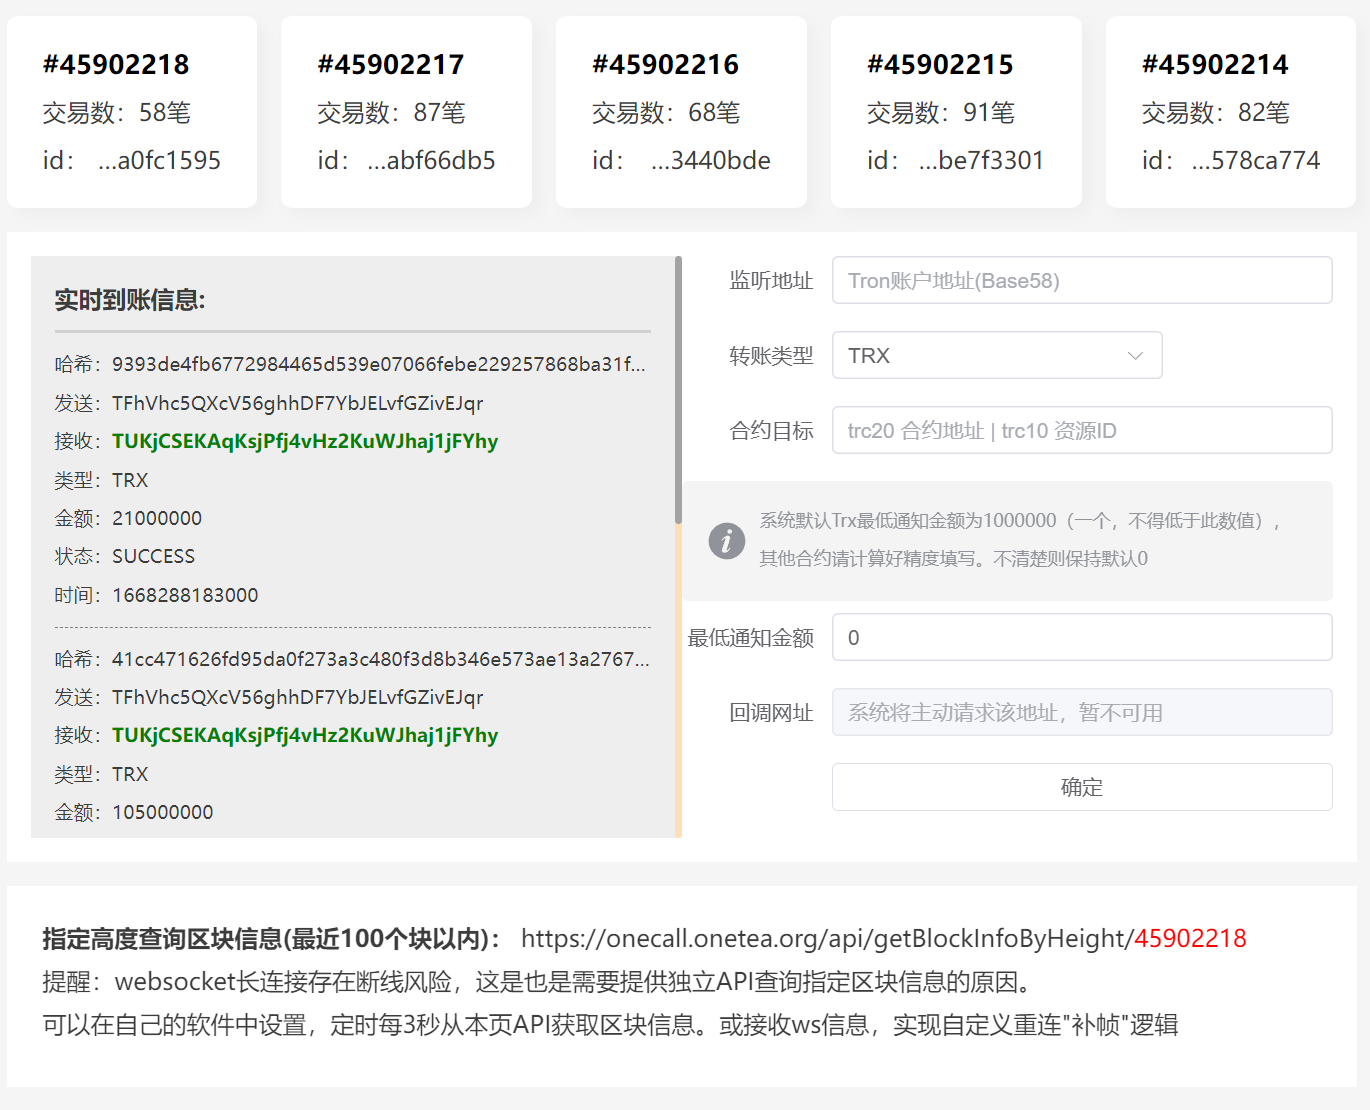 #45902218
交易数：58笔
id： ...a0fc1595
#45902217
交易数：87笔
id： ...abf66db5
#45902216
交易数：68笔
id： ...3440bde
#45902215
交易数：91笔
id： ...be7f3301
#45902214
交易数：82笔
id： ...578ca774
实时到账信息:
哈希：9393de4fb6772984465d539e07066febe229257868ba31f...
发送：TFhVhc5QXcV56ghhDF7YbJELvfGZivEJqr
接收：TUKjCSEKAqKsjPfj4vHz2KuWJhaj1jFYhy
类型：TRX
金额：21000000
状态：SUCCESS
时间：1668288183000
哈希：41cc471626fd95da0f273a3c480f3d8b346e573ae13a2767...
发送：TFhVhc5QXcV56ghhDF7YbJELvfGZivEJqr
接收：TUKjCSEKAqKsjPfj4vHz2KuWJhaj1jFYhy
类型：TRX
金额：105000000
监听地址 Tron账户地址(Base58)
转账类型 TRX
合约目标 trc20 合约地址 | trc10 资源ID
系统默认Trx最低通知金额为1000000（一个，不得低于此数值），
其他合约请计算好精度填写。不清楚则保持默认0
最低通知金额 0
回调网址 系统将主动请求该地址，暂不可用
确定
指定高度查询区块信息(最近100个块以内)： https://onecall.onetea.org/api/getBlockInfoByHeight/45902218
提醒：websocket长连接存在断线风险，这是也是需要提供独立API查询指定区块信息的原因。
可以在自己的软件中设置，定时每3秒从本页API获取区块信息。或接收ws信息，实现自定义重连"补帧"逻辑